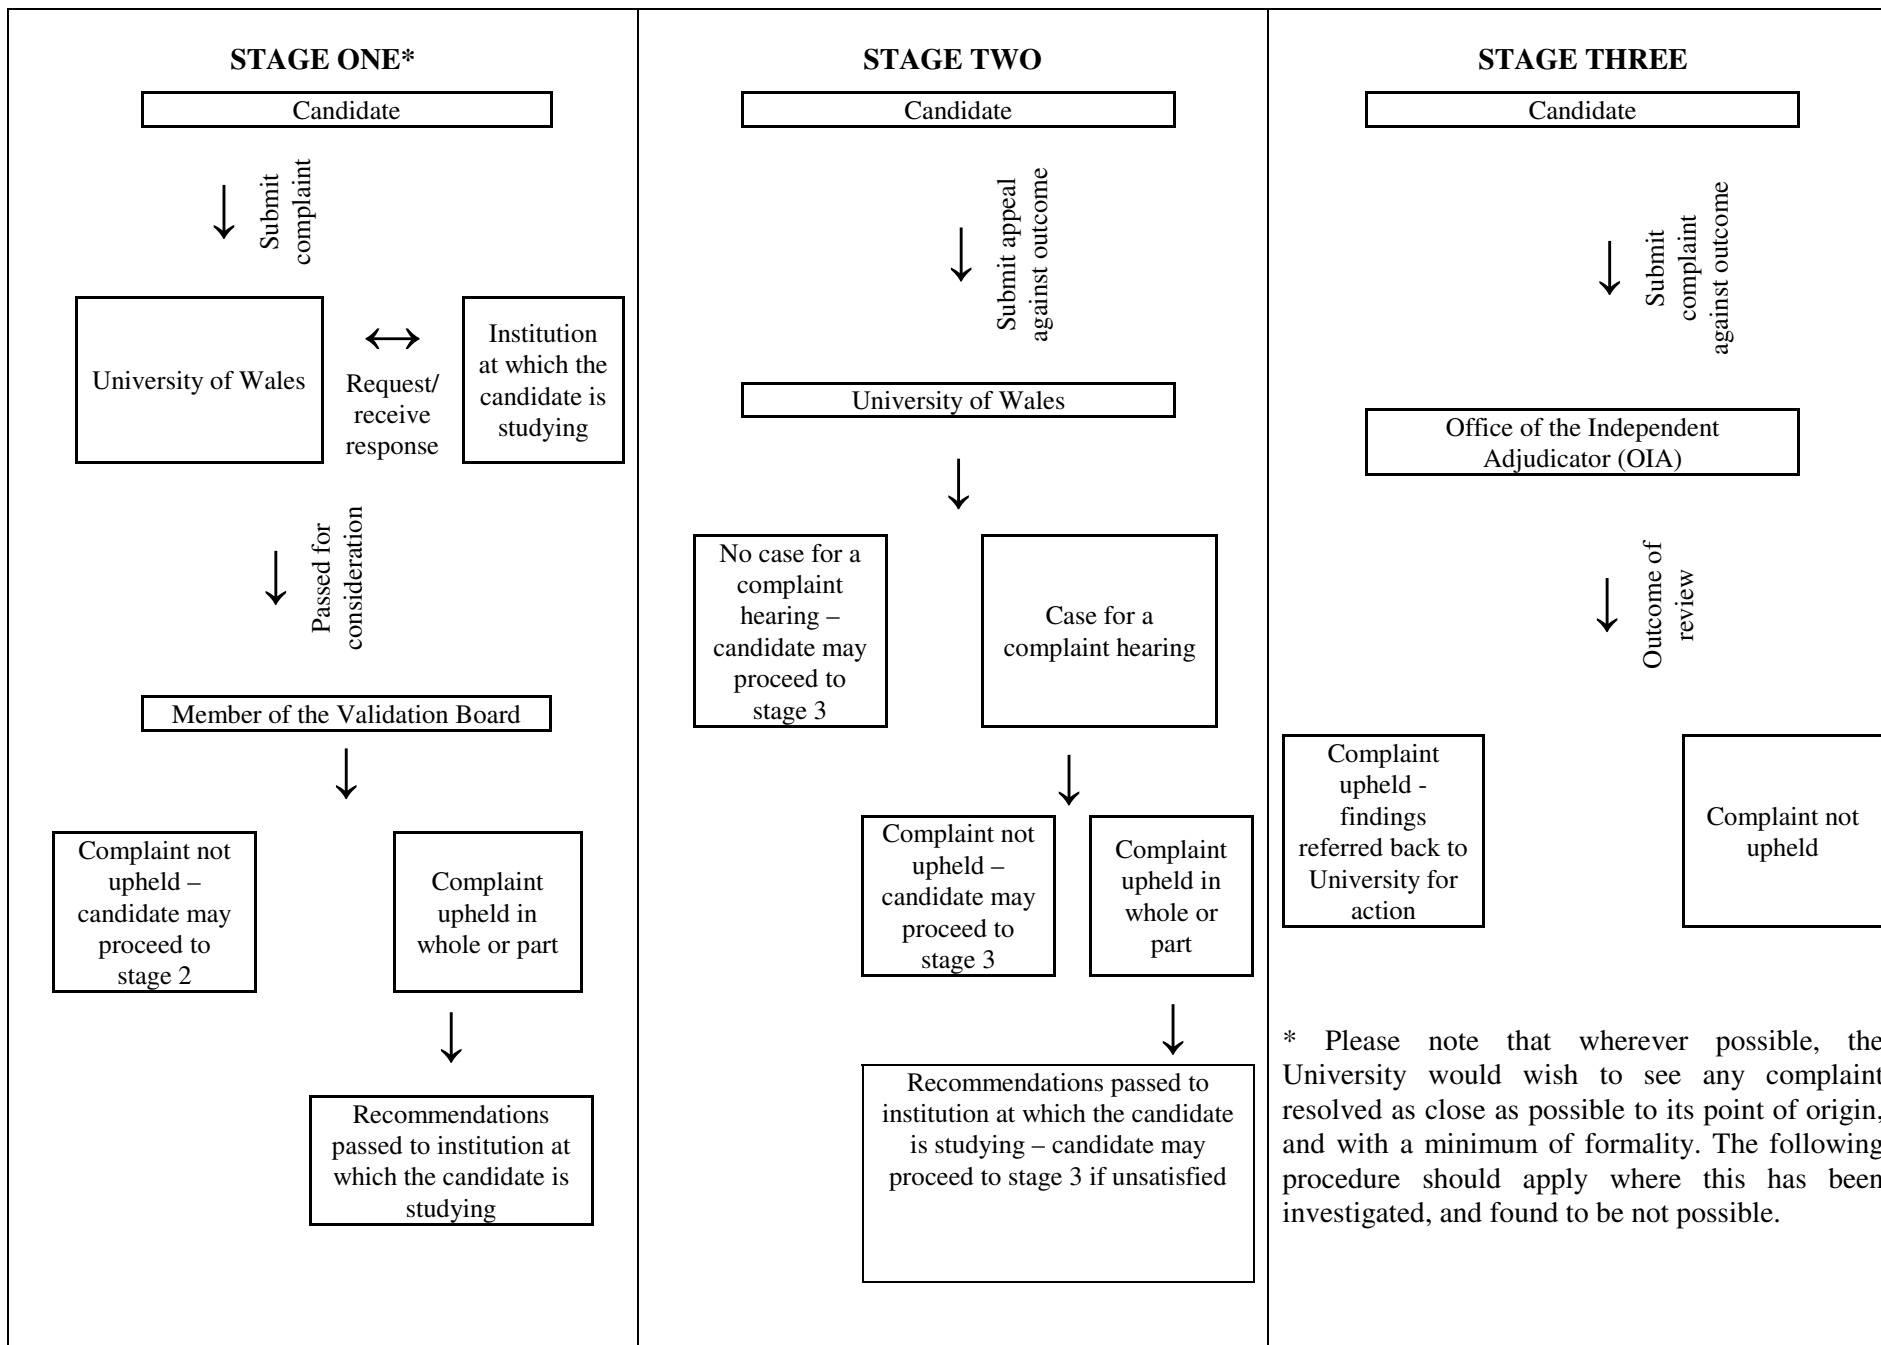 STAGE ONE*
Candidate
Submit
complaint
University of Wales
Request/
receive
response
Institution
at which the
candidate is
studying
Passed for
consideration
Member of the Validation Board
Complaint not
upheld –
candidate may
proceed to
stage 2
Complaint
upheld in
whole or part
Recommendations
passed to institution at
which the candidate is
studying
STAGE TWO
Candidate
Submit appeal
against outcome
University of Wales
No case for a
complaint
hearing –
candidate may
proceed to
stage 3
Case for a
complaint hearing
Complaint not
upheld –
candidate may
proceed to
stage 3
Complaint
upheld in
whole or
part
Recommendations passed to
institution at which the candidate
is studying – candidate may
proceed to stage 3 if unsatisfied
STAGE THREE
Candidate
Submit
complaint
against outcome
Office of the Independent
Adjudicator (OIA)
Outcome of
review
Complaint
upheld -
findings
referred back to
University for
action
Complaint not
upheld
* Please note that wherever possible, the
University would wish to see any complaint
resolved as close as possible to its point of origin,
and with a minimum of formality. The following
procedure should apply where this has been
investigated, and found to be not possible.